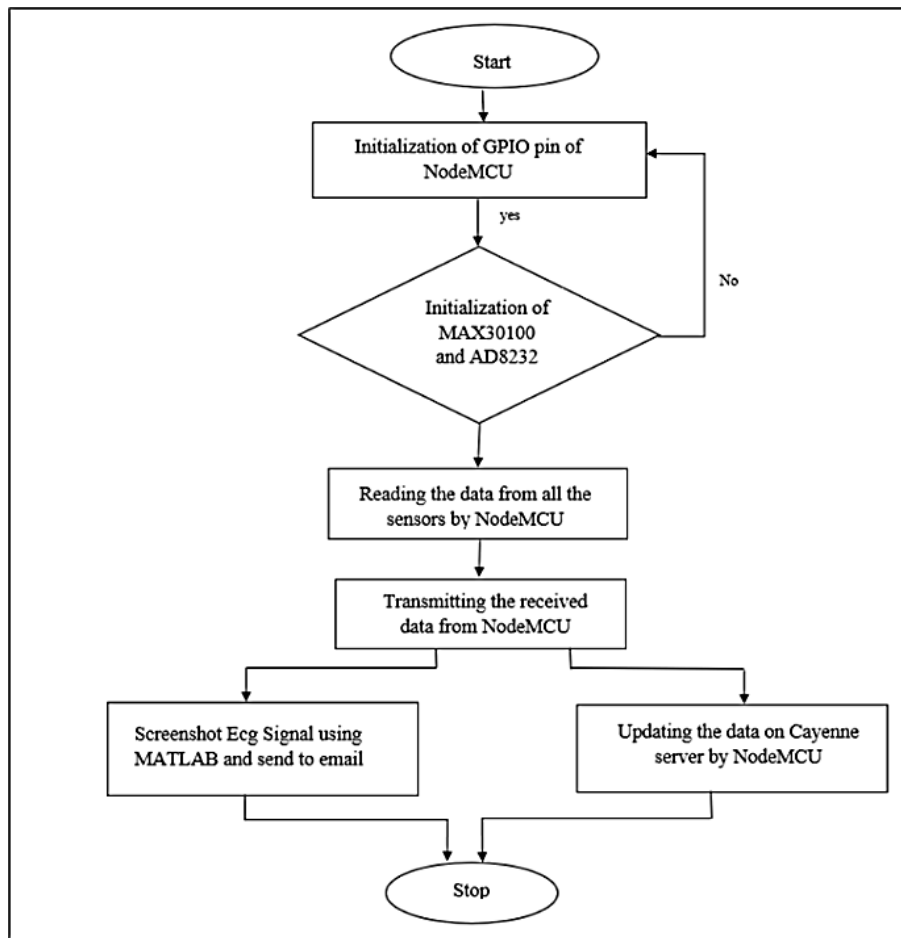 Start
Initialization of GPIO pin of
NodeMCU
yes
No
Initialization of
MAX30100
and AD8232
Reading the data from all the
sensors by NodeMCU
Transmitting the received
data from NodeMCU
Screenshot Ecg Signal using
MATLAB and send to email
Updating the data on Cayenne
server by NodeMCU
Stop